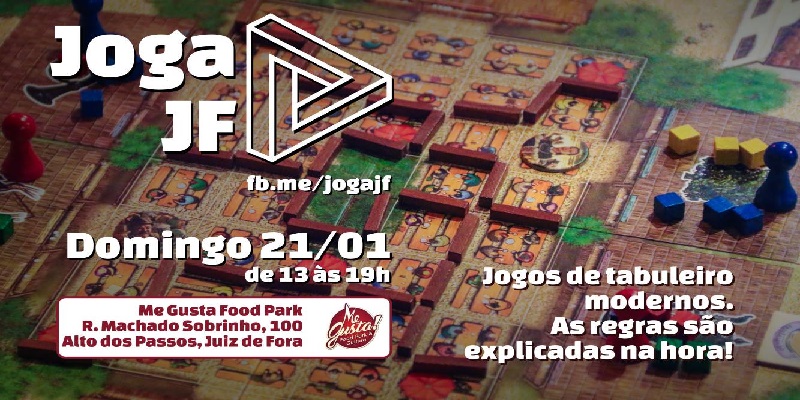 Joga
JF
fb.me/jogajf
Domingo 21/01
de 13 às 19h
Me Gusta Food Park
R. Machado Sobrinho, 100
Alto dos Passos, Juiz de Fora
Me
Gusta!
Jogos de tabuleiro
modernos.
As regras são
explicadas na hora!